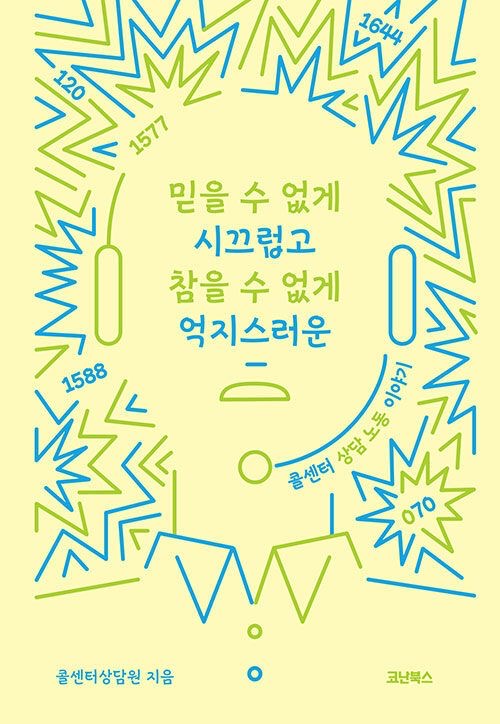 1644
120
1577
믿을 수 없게
시끄럽고
참을 수 없게
억지스러운
1588
콜센터 상담 노동 이야기
070
콜센터상담원 지음
코난북스